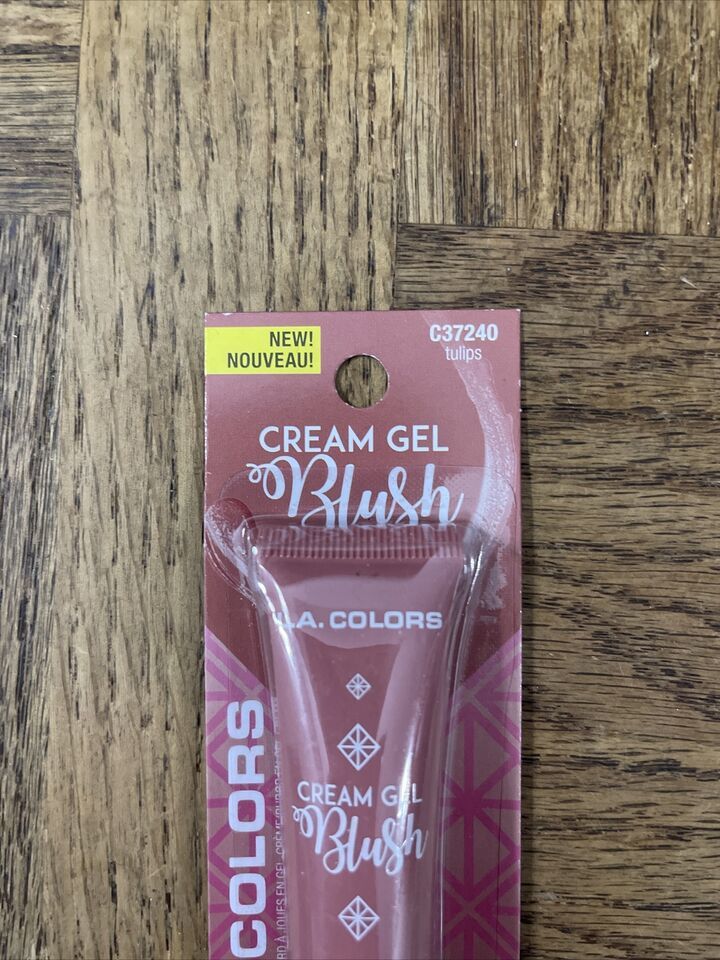 NEW!
NOUVEAU!
C37240
tulips
CREAM GEL
Blush
L.A. COLORS
CREAM GEL
Blush
COLORS